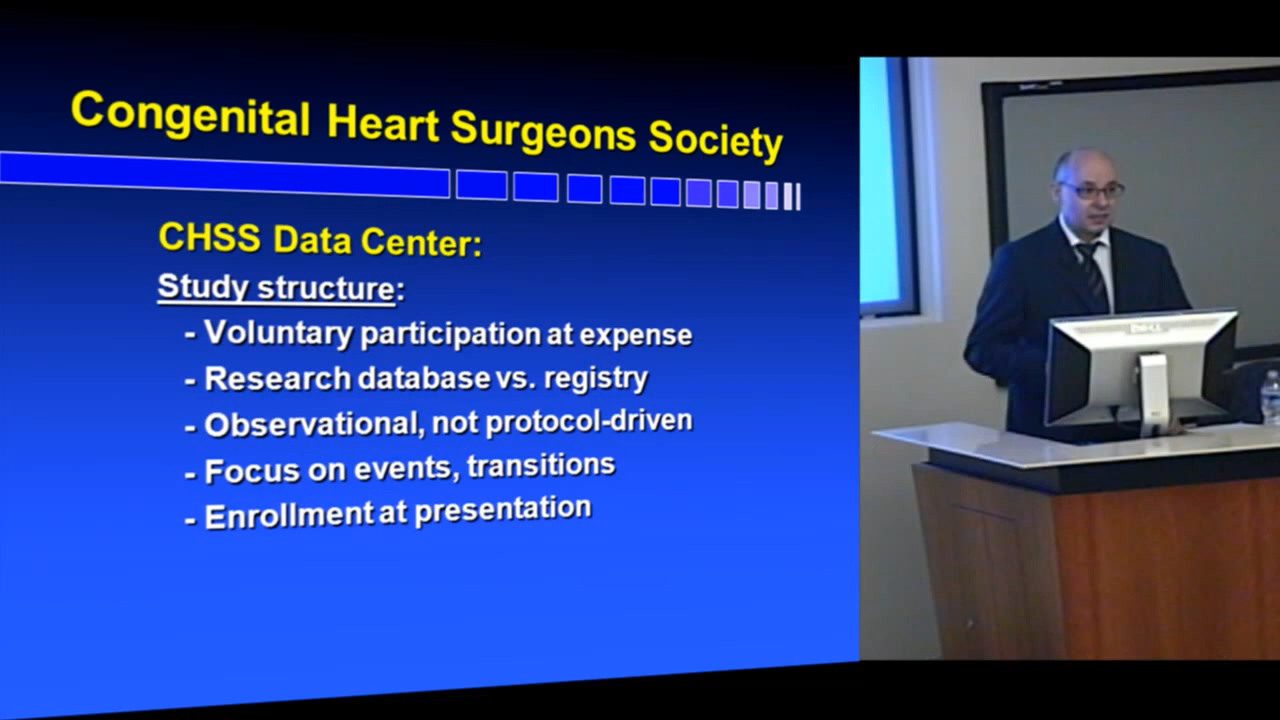 Congenital Heart Surgeons Society
CHSS Data Center:
Study structure:
- Voluntary participation at expense
- Research database vs. registry
- Observational, not protocol-driven
- Focus on events, transitions
- Enrollment at presentation
DELL